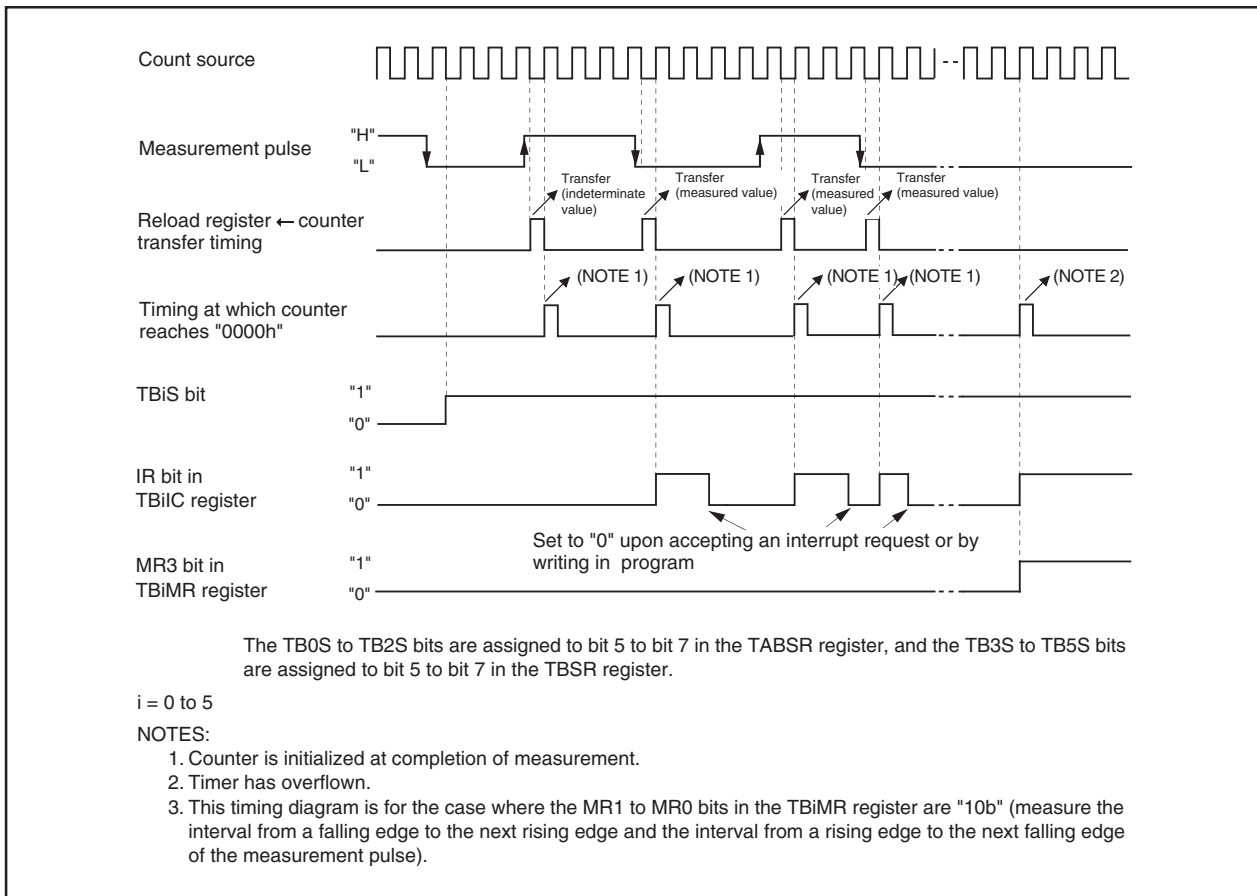 Count source
Measurement pulse
"H"
"L"
Transfer
(indeterminate
value)
Transfer
(measured value)
Transfer
(measured
value)
Transfer
(measured value)
Reload register ← counter
transfer timing
(NOTE 1)
(NOTE 1)
(NOTE 1)
(NOTE 1)
(NOTE 2)
Timing at which counter
reaches "0000h"
TBiS bit
"1"
"0"
IR bit in
TBiIC register
"1"
"0"
Set to "0" upon accepting an interrupt request or by
writing in program
MR3 bit in
TBiMR register
"1"
"0"
The TB0S to TB2S bits are assigned to bit 5 to bit 7 in the TABSR register, and the TB3S to TB5S bits
are assigned to bit 5 to bit 7 in the TBSR register.
i = 0 to 5
NOTES:
1. Counter is initialized at completion of measurement.
2. Timer has overflown.
3. This timing diagram is for the case where the MR1 to MR0 bits in the TBiMR register are "10b" (measure the
interval from a falling edge to the next rising edge and the interval from a rising edge to the next falling edge
of the measurement pulse).